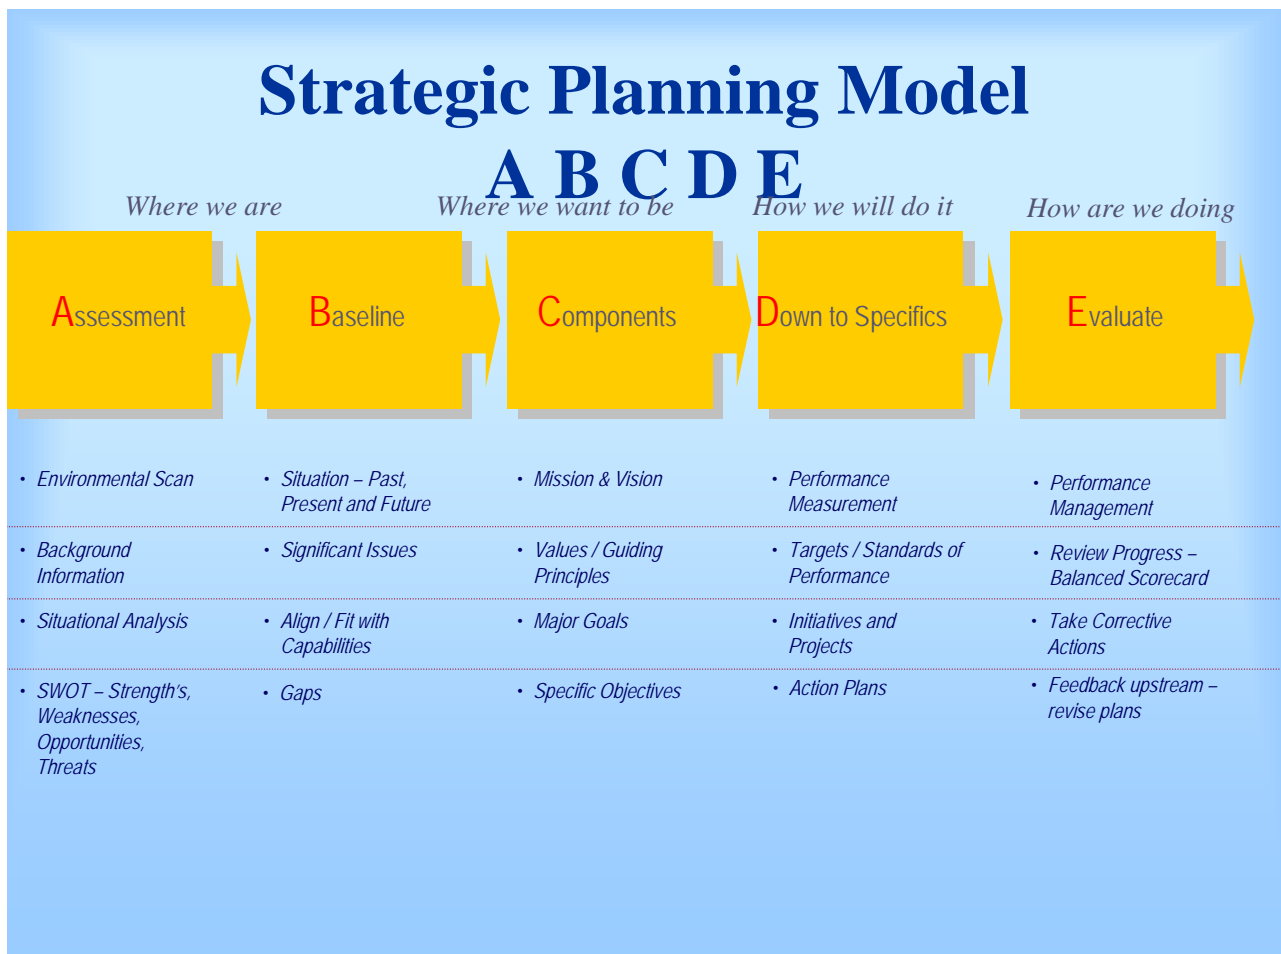 Strategic Planning Model
A B C D E
Where we are
Where we want to be
How we will do it
How are we doing
Assessment
Baseline
Components
Down to Specifics
Evaluate
• Environmental Scan
• Situation – Past,
Present and Future
• Mission & Vision
• Performance
Measurement
• Performance
Management
• Background
Information
• Significant Issues
• Values / Guiding
Principles
• Targets / Standards of
Performance
• Review Progress –
Balanced Scorecard
• Situational Analysis
• Align / Fit with
Capabilities
• Major Goals
• Initiatives and
Projects
• Take Corrective
Actions
• SWOT – Strength's,
Weaknesses,
Opportunities,
Threats
• Gaps
• Specific Objectives
• Action Plans
• Feedback upstream –
revise plans